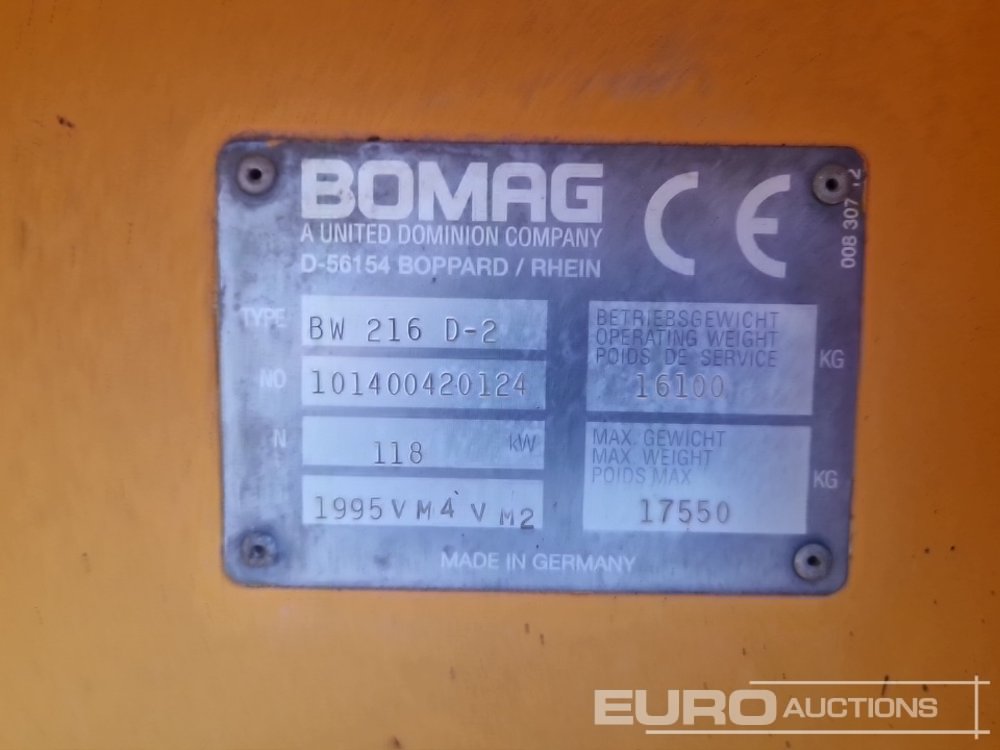 BOMAG
A UNITED DOMINION COMPANY
D-56154 BOPPARD / RHEIN
CE
008 307 12
TYPE BW 216 D-2
NO 101400420124
N 118 kW
1995 VM4 VM2
BETRIEBSGEWICHT
OPERATING WEIGHT
POIDS DE SERVICE
16100 KG
MAX. GEWICHT
MAX. WEIGHT
POIDS MAX
17550 KG
MADE IN GERMANY
EURO AUCTIONS